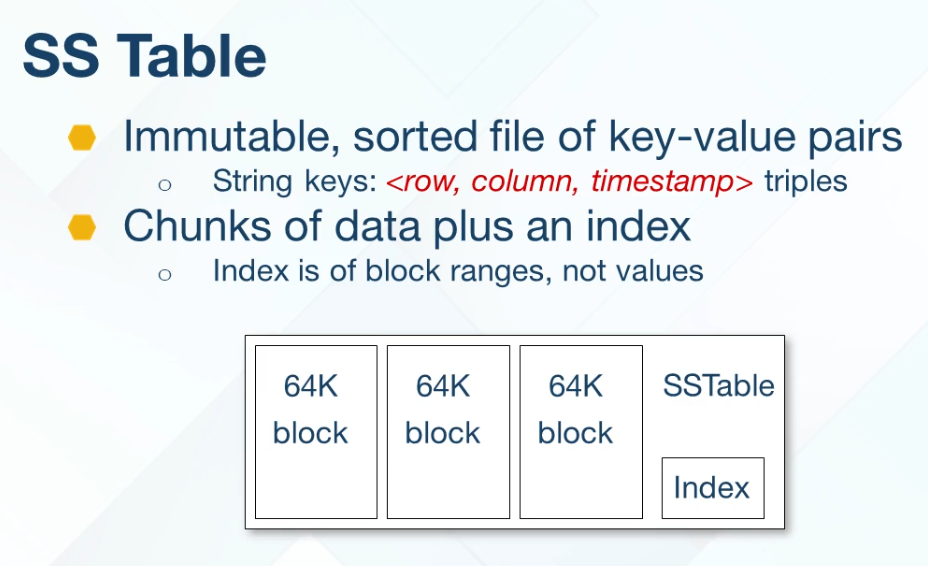 SS Table
Immutable, sorted file of key-value pairs
String keys: <row, column, timestamp> triples
Chunks of data plus an index
Index is of block ranges, not values
64K
block
64K
block
64K
block
SSTable
Index